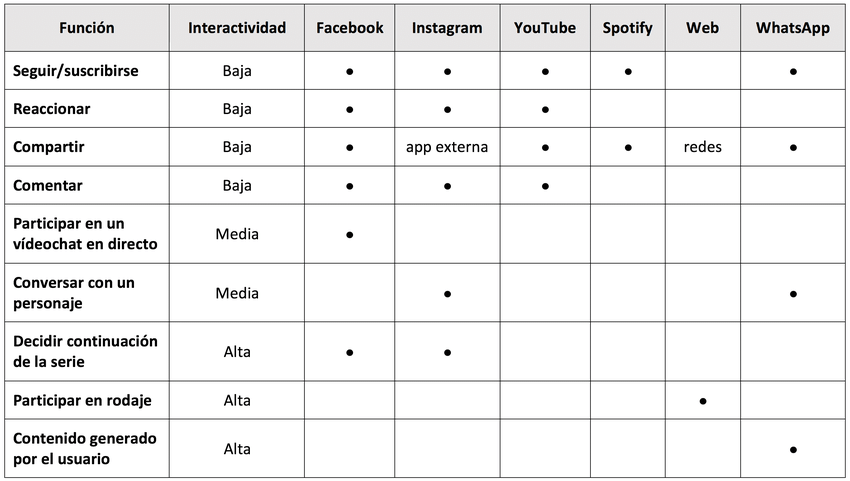 Función Interactividad Facebook Instagram YouTube Spotify Web WhatsApp
Seguir/suscribirse Baja ● ● ● ● ●
Reaccionar Baja ● ● ●
Compartir Baja ● app externa ● ● redes ●
Comentar Baja ● ● ●
Participar en un
vídeochat en directo Media ●
Conversar con un
personaje Media ● ●
Decidir continuación
de la serie Alta ● ●
Participar en rodaje Alta ●
Contenido generado
por el usuario Alta ●